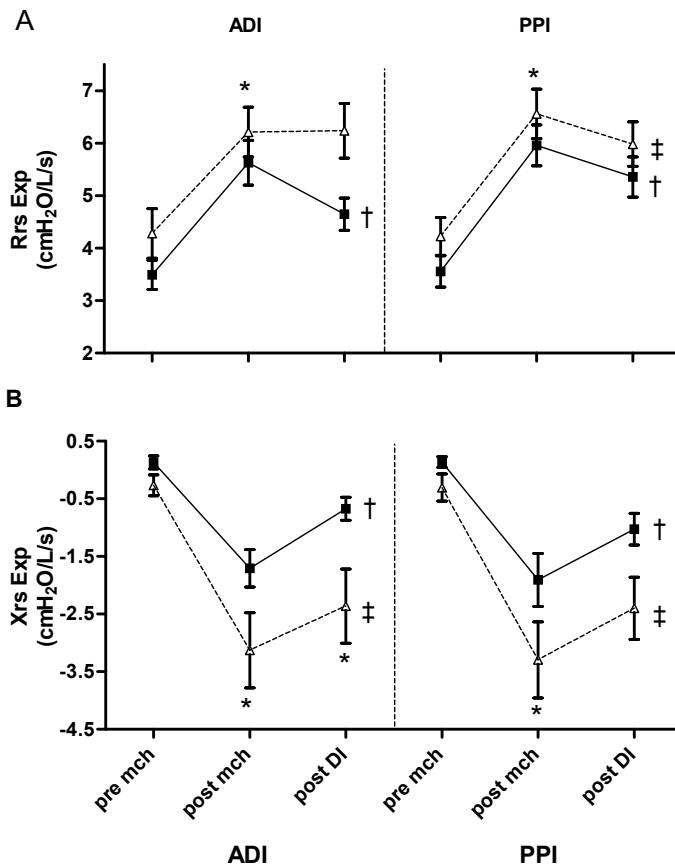 A
ADI
PPI
Rrs Exp
(cmH₂O/L/s)
7
6
5
4
3
2
*
†
*
‡
†
B
Xrs Exp
(cmH₂O/L/s)
0.5
-0.5
-1.5
-2.5
-3.5
-4.5
†
‡
*
*
†
‡
*
pre mch
post mch
post DI
pre mch
post mch
post DI
ADI
PPI